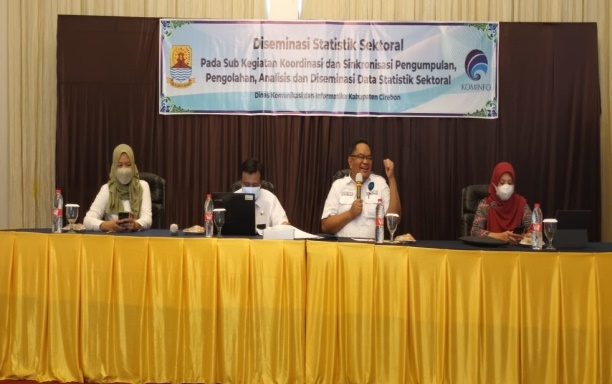 Diseminasi Statistik Sektoral
Pada Sub Kegiatan Koordinasi dan Sinkronisasi Pengumpulan,
Pengolahan, Analisis dan Diseminasi Data Statistik Sektoral
Dinas Komunikasi dan Informatika Kabupaten Cirebon
KOMINFO